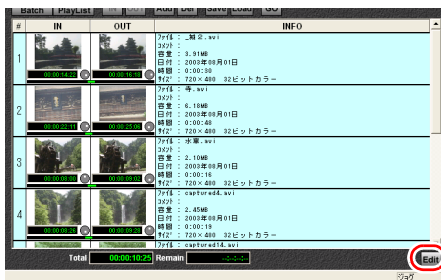 Batch PlayList IN OUT Add Del Save Load GO
# IN OUT INFO
1 00:00:14:22 00:00:16:18
ﾌｧｲﾙ : _城２.avi
ｺﾒﾝﾄ :
容量 : 3.91MB
日付 : 2003年08月01日
時間 : 0:00:30
ｻｲｽﾞ : 720×480 32ビットカラー
2 00:00:22:11 00:00:25:06
ﾌｧｲﾙ : 寺.avi
ｺﾒﾝﾄ :
容量 : 6.18MB
日付 : 2003年08月01日
時間 : 0:00:48
ｻｲｽﾞ : 720×480 32ビットカラー
3 00:00:08:00 00:00:09:02
ﾌｧｲﾙ : 水車.avi
ｺﾒﾝﾄ :
容量 : 2.10MB
日付 : 2003年08月01日
時間 : 0:00:16
ｻｲｽﾞ : 720×480 32ビットカラー
4 00:00:08:26 00:00:09:28
ﾌｧｲﾙ : captured4.avi
ｺﾒﾝﾄ :
容量 : 2.45MB
日付 : 2003年08月01日
時間 : 0:00:19
ｻｲｽﾞ : 720×480 32ビットカラー
ﾌｧｲﾙ : captured14.avi
Total 00:00:10:25 Remain --:--:--:-- Edit
ｼﾞｮｸﾞ